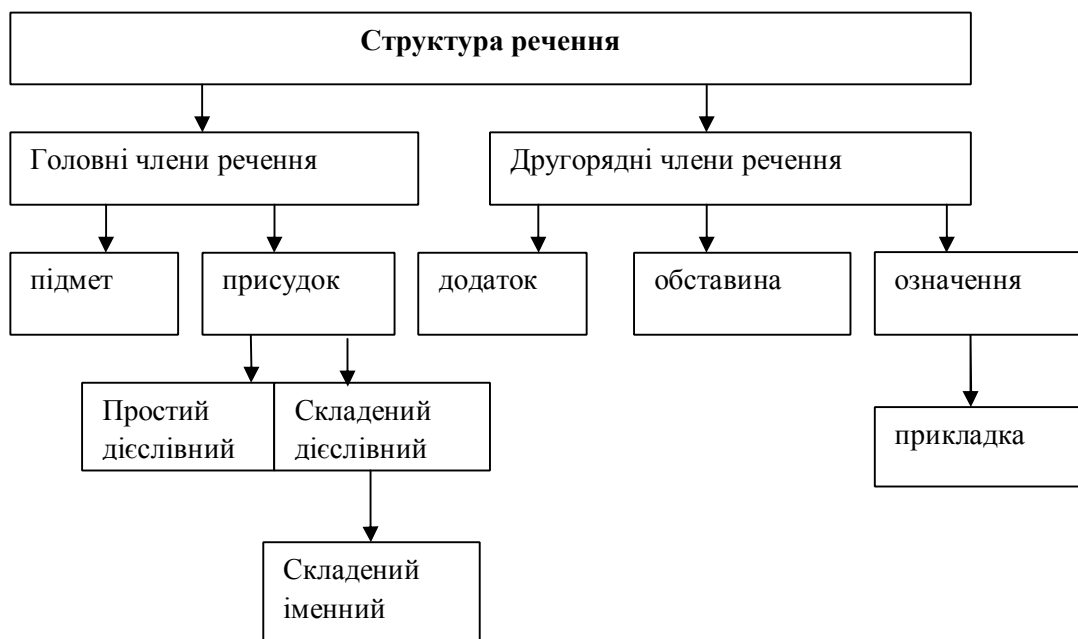 Структура речення
Головні члени речення
Другорядні члени речення
підмет
присудок
додаток
обставина
означення
Простий
дієслівний
Складений
дієслівний
прикладка
Складений
іменний